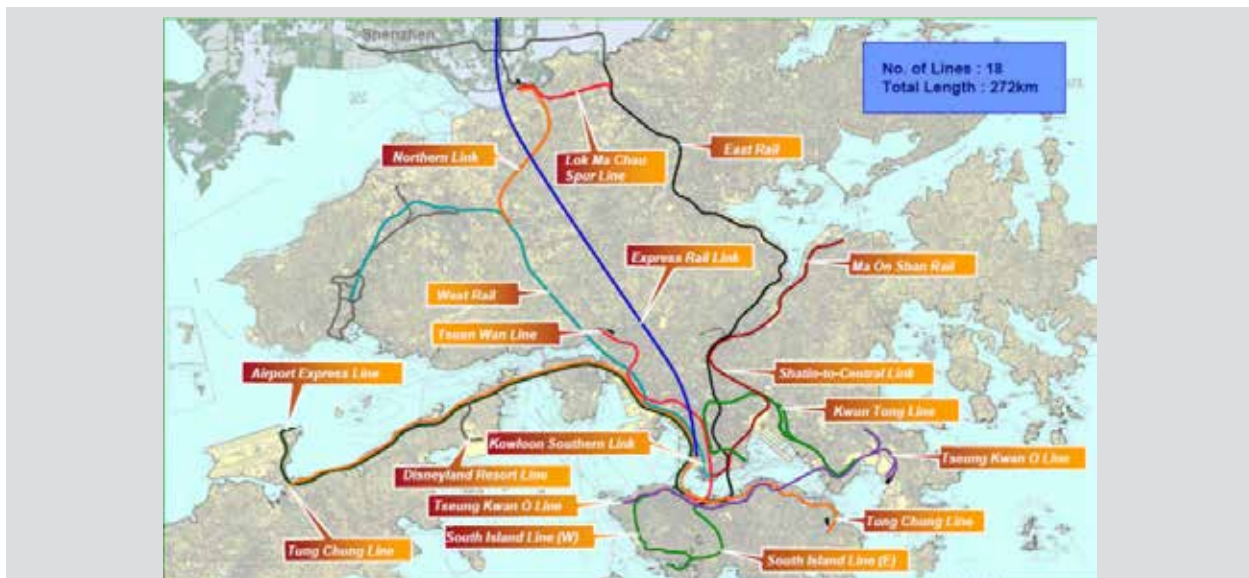 Shenzhen
No. of Lines : 18
Total Length : 272km
East Rail
Northern Link
Lok Ma Chau
Spur Line
Express Rail Link
Ma On Shan Rail
West Rail
Tsuen Wan Line
Airport Express Line
Shatin-to-Central Link
Kwun Tong Line
Kowloon Southern Link
Tseung Kwan O Line
Disneyland Resort Line
Tseung Kwan O Line
Tung Chung Line
South Island Line (W)
Tung Chung Line
South Island Line (E)